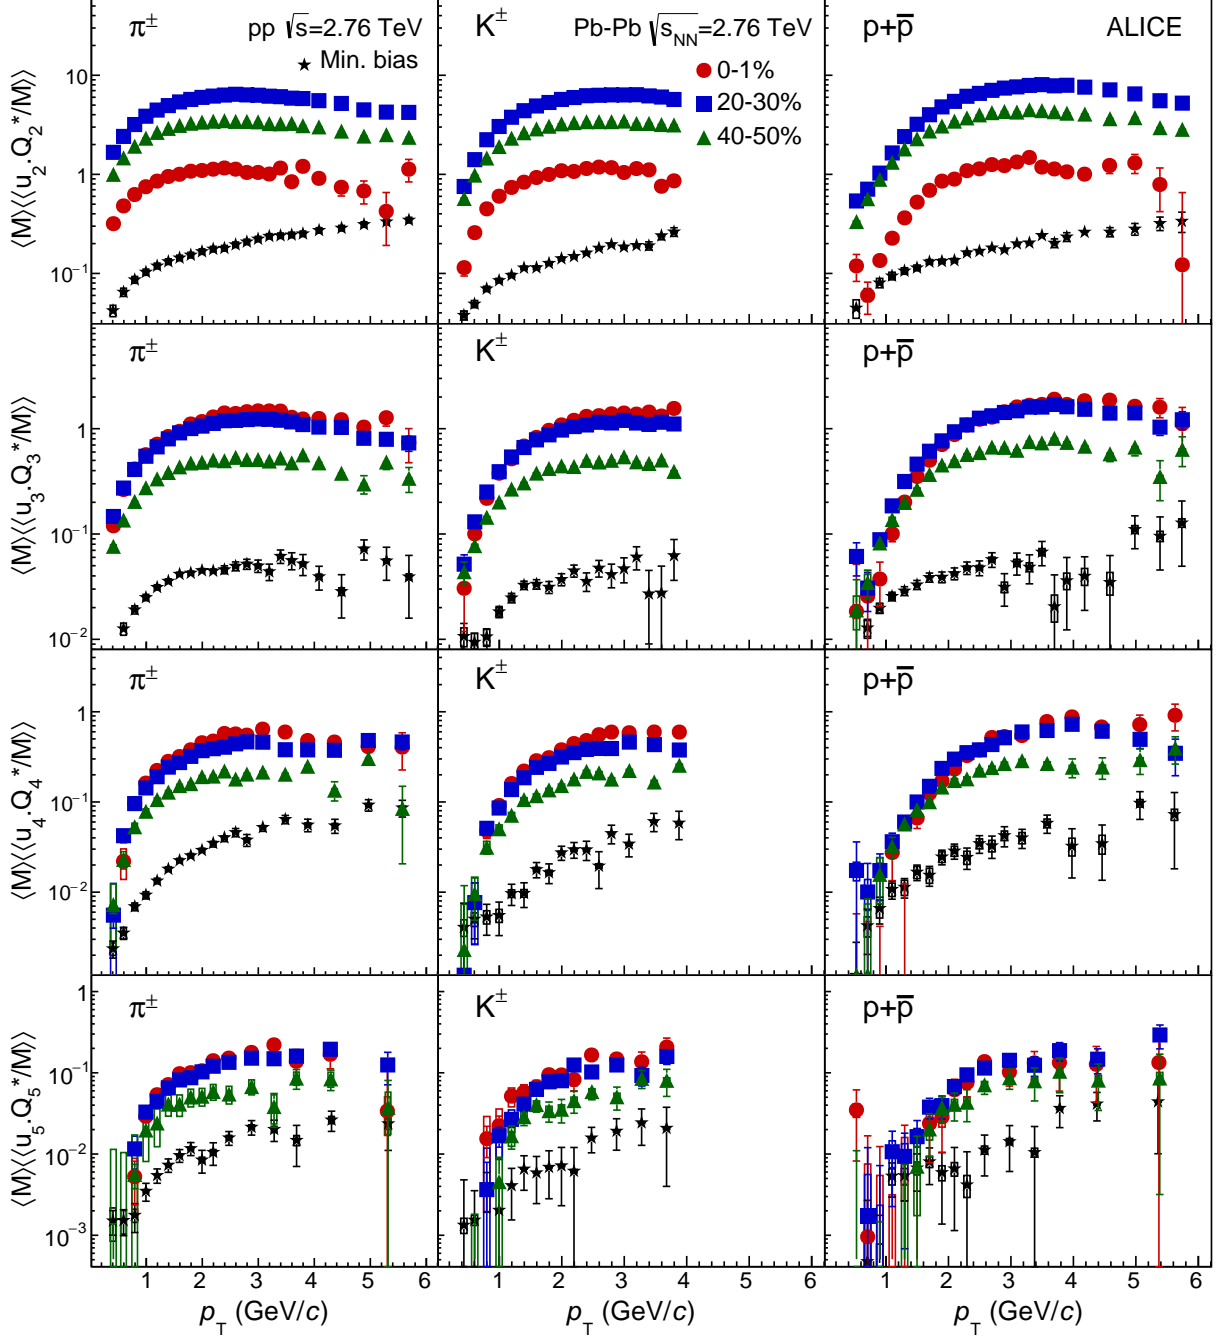 π± pp √s=2.76 TeV K± Pb-Pb √sNN=2.76 TeV p+p̅ ALICE
★ Min. bias
● 0-1%
■ 20-30%
▲ 40-50%
⟨M⟩⟨⟨u₂.Q₂*/M⟩⟩
10
1
10⁻¹
π± K± p+p̅
⟨M⟩⟨⟨u₃.Q₃*/M⟩⟩
1
10⁻¹
10⁻²
π± K± p+p̅
⟨M⟩⟨⟨u₄.Q₄*/M⟩⟩
1
10⁻¹
10⁻²
π± K± p+p̅
⟨M⟩⟨⟨u₅.Q₅*/M⟩⟩
1
10⁻¹
10⁻²
10⁻³
1 2 3 4 5 6 1 2 3 4 5 6 1 2 3 4 5 6
p_T (GeV/c) p_T (GeV/c) p_T (GeV/c)